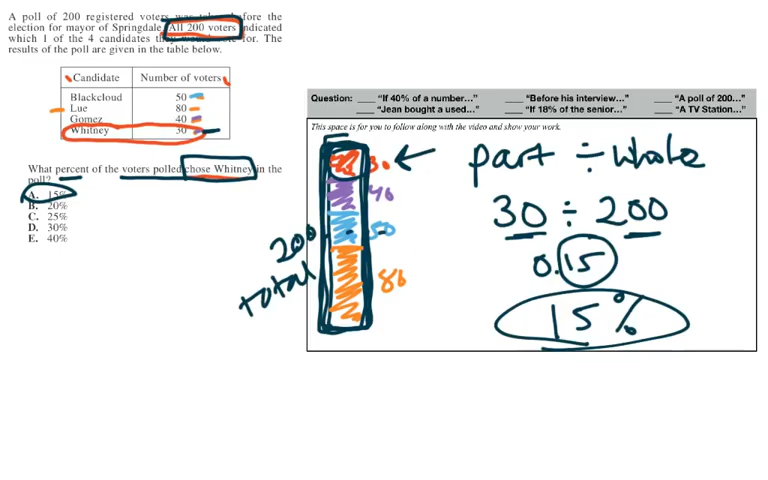 A poll of 200 registered voters was taken before the
election for mayor of Springdale. All 200 voters indicated
which 1 of the 4 candidates they would vote for. The
results of the poll are given in the table below.
Candidate Number of voters
Blackcloud 50
Lue 80
Gomez 40
Whitney 30
What percent of the voters polled chose Whitney in the
poll?
A. 15%
B. 20%
C. 25%
D. 30%
E. 40%
Question: ____ “If 40% of a number…” ____ “Before his interview…” ____ “A poll of 200…”
____ “Jean bought a used…” ____ “If 18% of the senior…” ____ “A TV Station…”
This space is for you to follow along with the video and show your work.
30
40
50
80
200
total
part ÷ whole
30 ÷ 200
0.15
15%